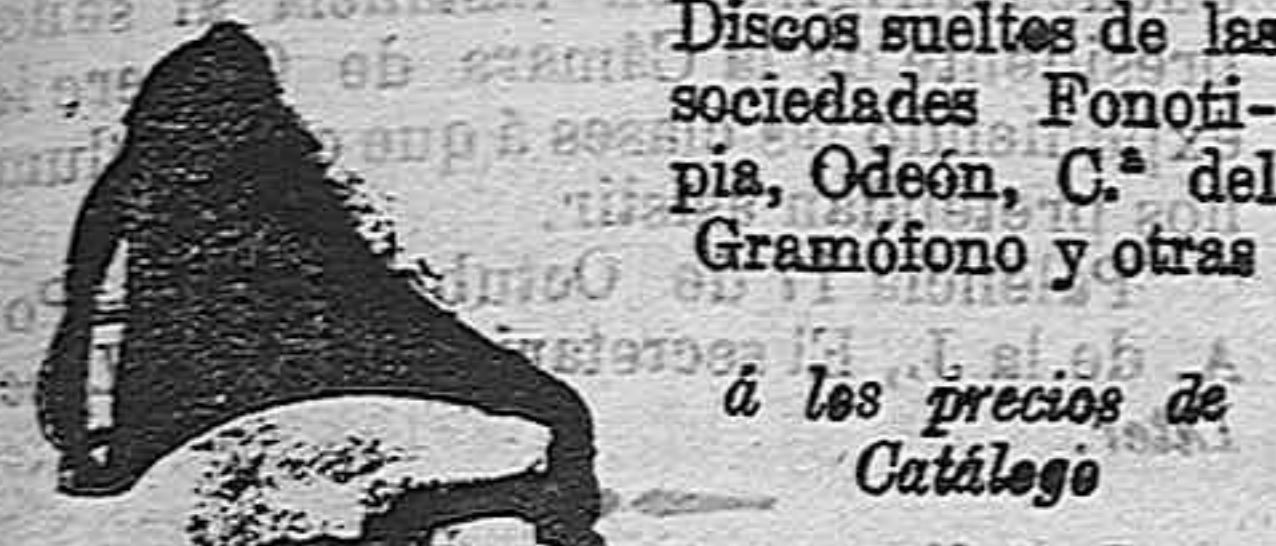 Discos sueltos de las
sociedades Fonoti-
pia, Odeón, C.ª del
Gramófono y otras
á los precios de
Catálogo